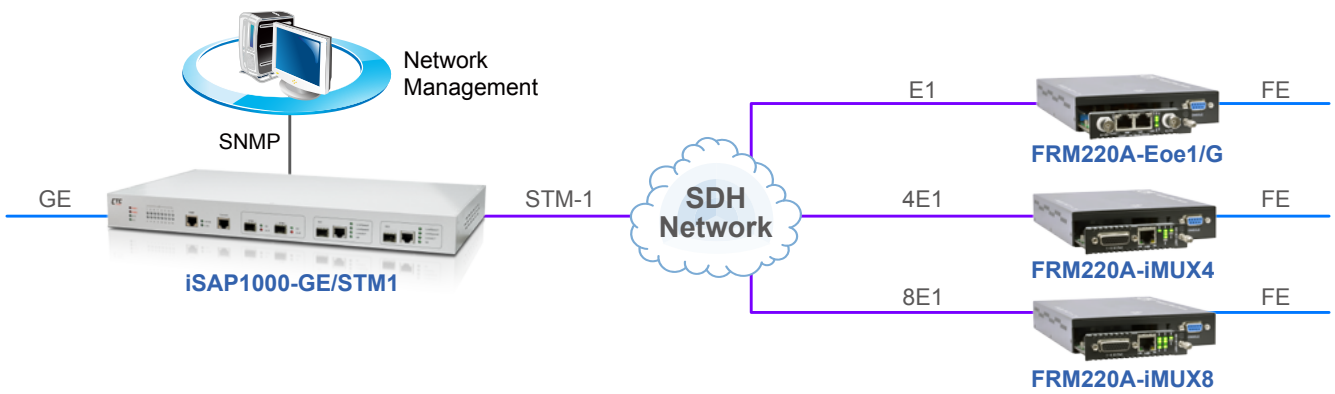 Network
Management
SNMP
GE
CTC
iSAP1000-GE/STM1
STM-1
SDH
Network
E1
FE
FRM220A-Eoe1/G
4E1
FE
FRM220A-iMUX4
8E1
FE
FRM220A-iMUX8